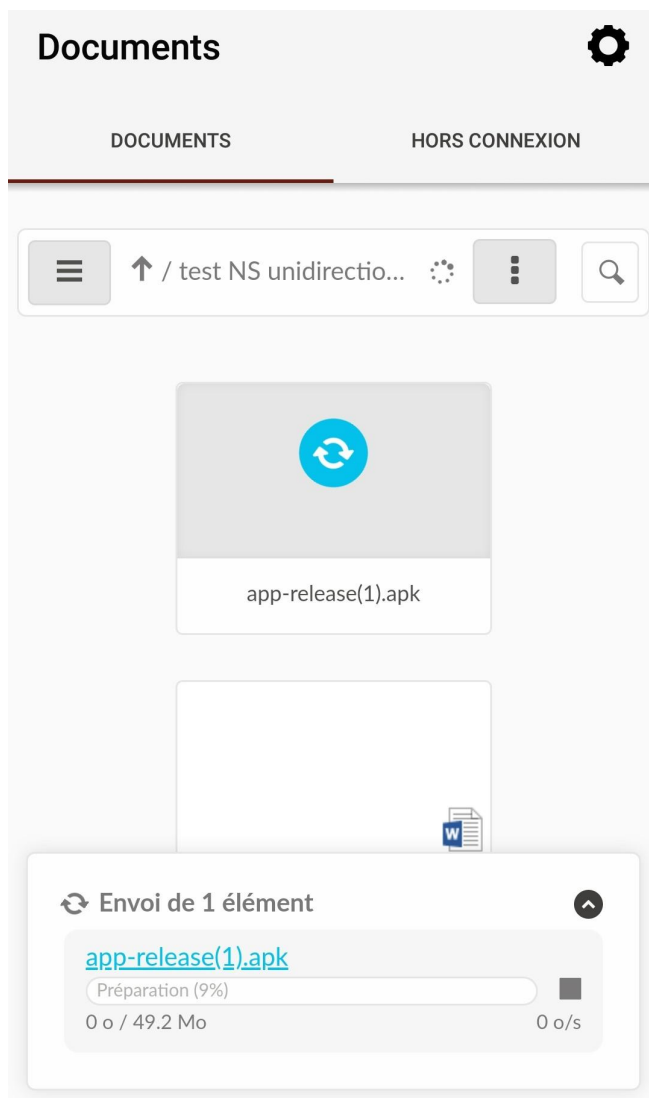 Documents
DOCUMENTS
HORS CONNEXION
/ test NS unidirectio...
app-release(1).apk
W
Envoi de 1 élément
app-release(1).apk
Préparation (9%)
0 o / 49.2 Mo
0 o/s